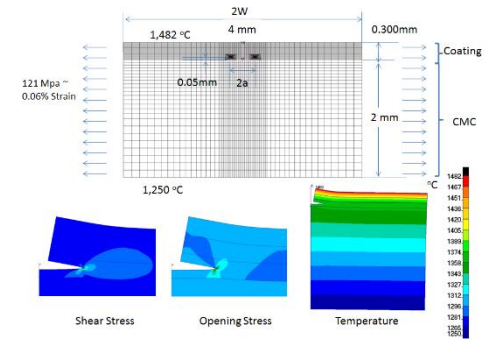 2W
4 mm
1,482 °C
0.300mm
Coating
121 Mpa ~
0.06% Strain
0.05mm
2a
2 mm
CMC
1,250 °C
°C
1482
1467
1451
1436
1420
1405
1389
1374
1358
1343
1327
1312
1296
1281
1265
1250
Shear Stress
Opening Stress
Temperature